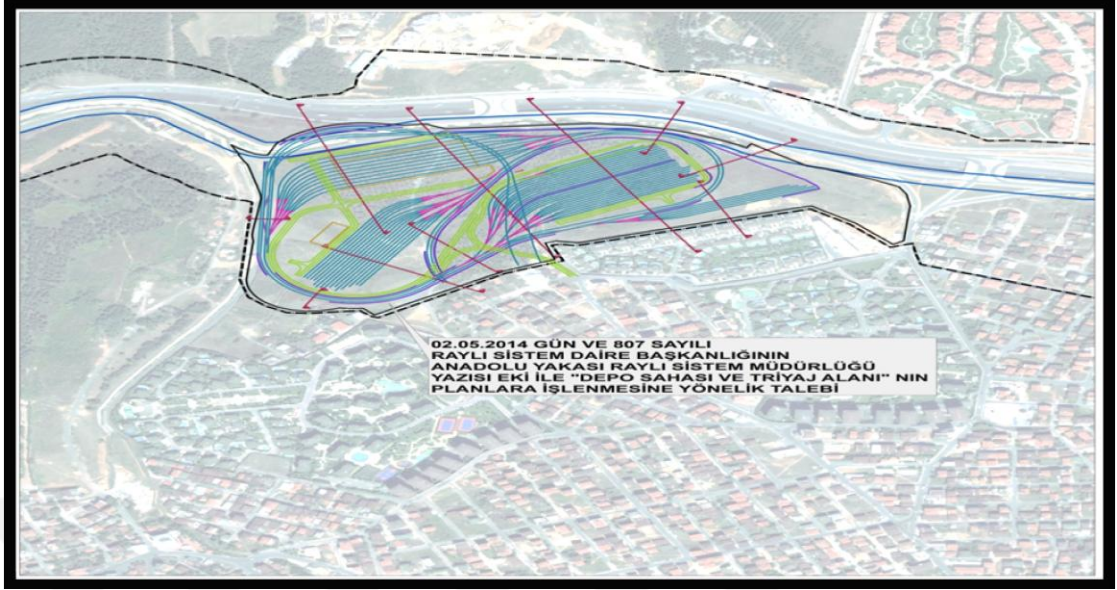 02.05.2014 GÜN VE 807 SAYILI
RAYLI SİSTEM DAİRE BAŞKANLIĞININ
ANADOLU YAKASI RAYLI SİSTEM MÜDÜRLÜĞÜ
YAZISI EKİ İLE "DEPO SAHASI VE TRİYAJ ALANI" NIN
PLANLARA İŞLENMESİNE YÖNELİK TALEBİ